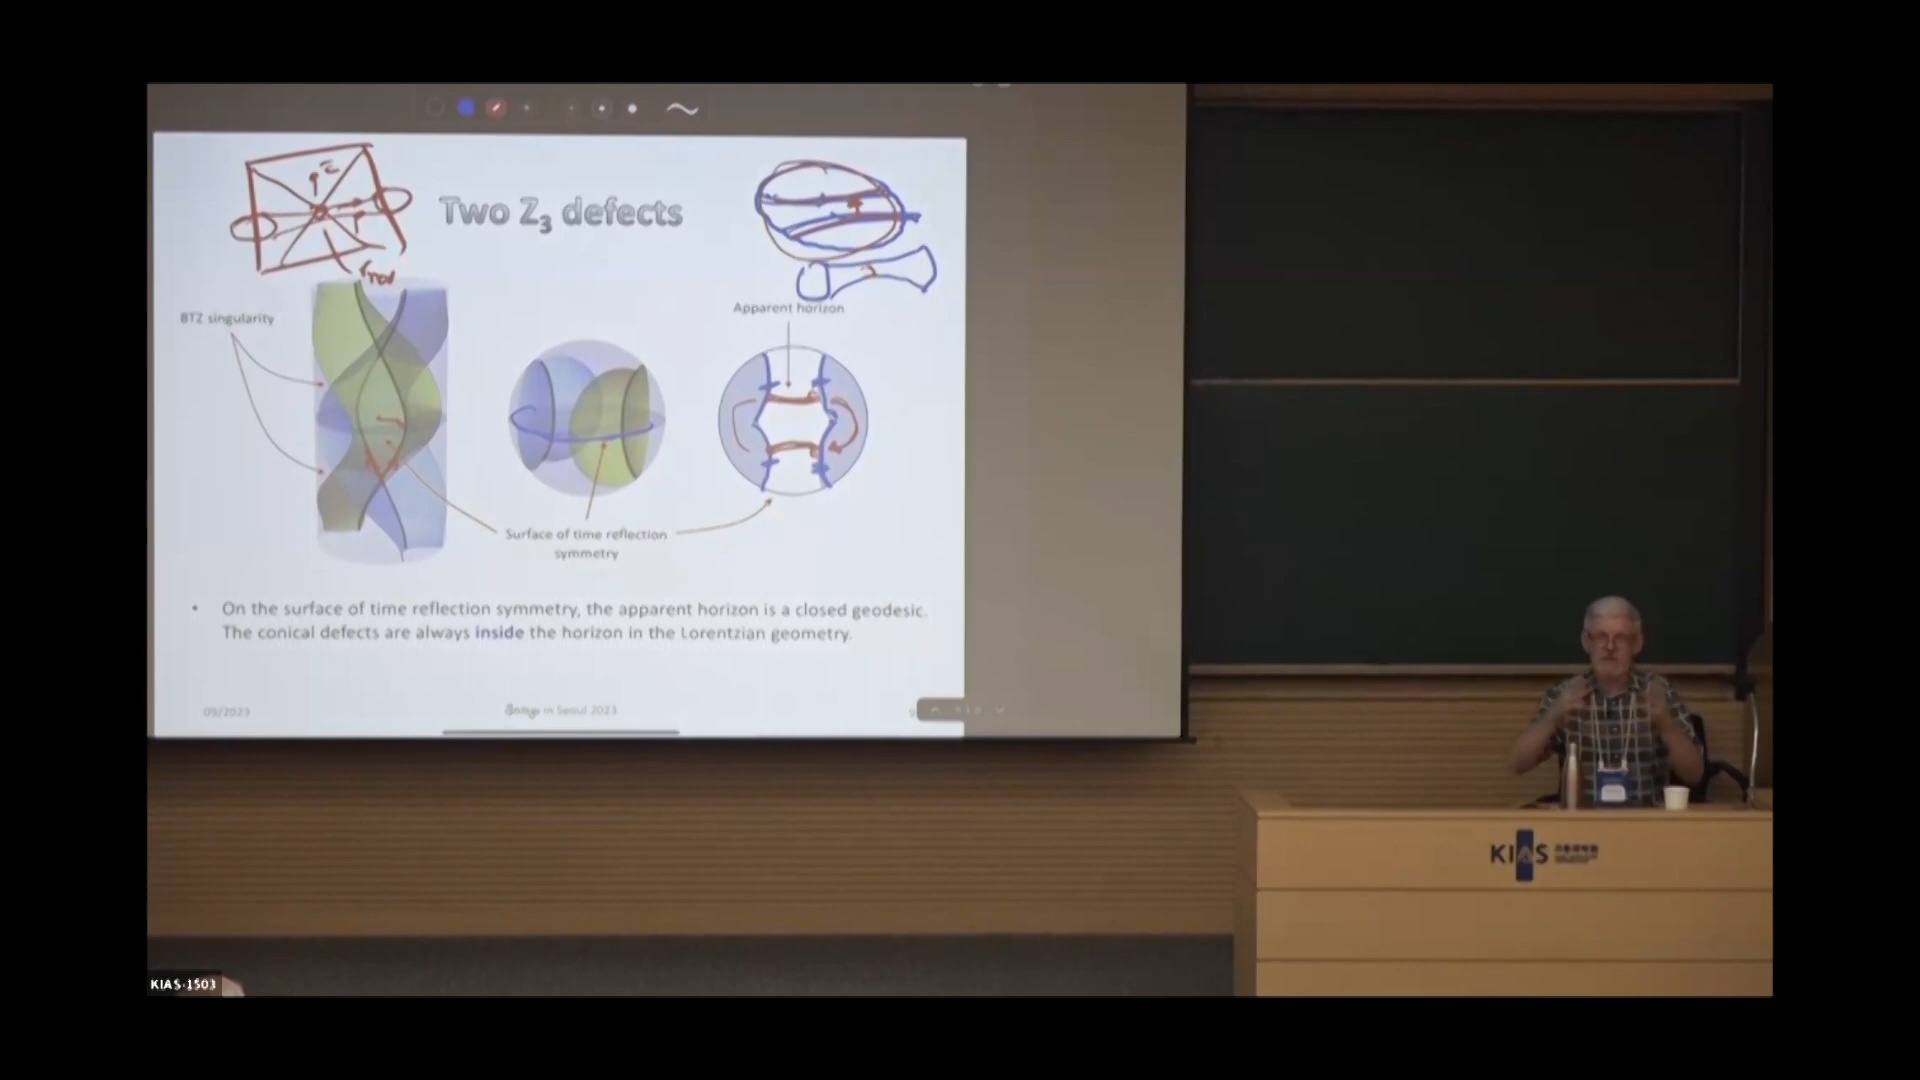 Two Z₃ defects
BTZ singularity
Apparent horizon
Surface of time reflection
symmetry
• On the surface of time reflection symmetry, the apparent horizon is a closed geodesic.
The conical defects are always inside the horizon in the Lorentzian geometry.
09/2023
in Seoul 2023
KIAS
KIAS-1503